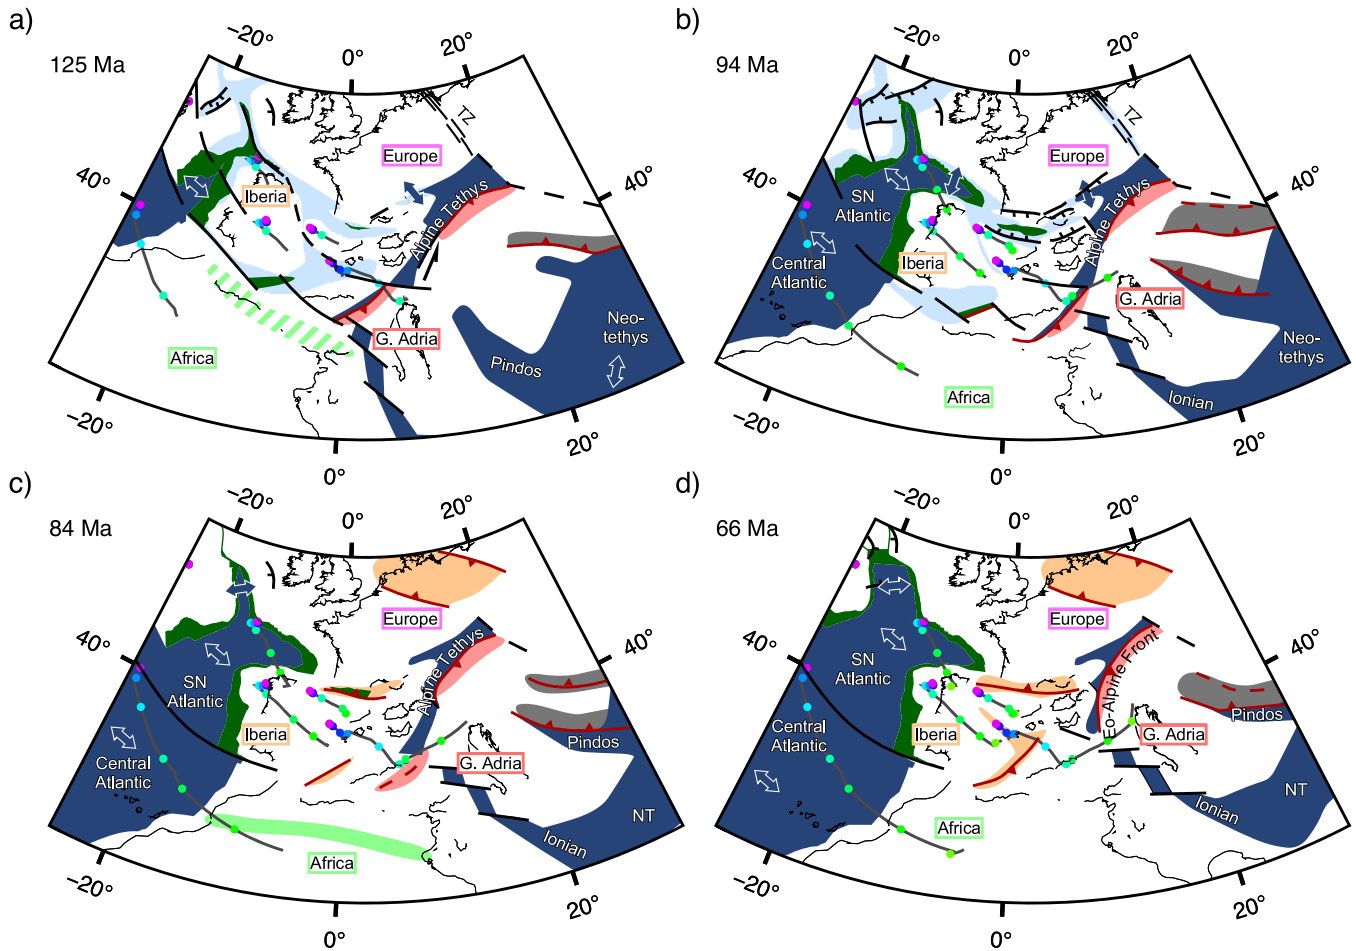 a)
125 Ma
−20°
0°
20°
TZ
Europe
40°
40°
Iberia
Alpine Tethys
G. Adria
Neo-
tethys
Africa
Pindos
−20°
0°
20°
b)
94 Ma
−20°
0°
20°
TZ
Europe
40°
40°
SN
Atlantic
Alpine Tethys
Central
Atlantic
Iberia
G. Adria
Neo-
tethys
Africa
Ionian
−20°
0°
20°
c)
84 Ma
−20°
0°
20°
Europe
40°
40°
SN
Atlantic
Alpine Tethys
Iberia
Pindos
Central
Atlantic
G. Adria
NT
Ionian
Africa
−20°
0°
20°
d)
66 Ma
−20°
0°
20°
Europe
40°
40°
SN
Atlantic
Eo-Alpine Front
Pindos
Central
Atlantic
Iberia
G. Adria
NT
Ionian
Africa
−20°
0°
20°